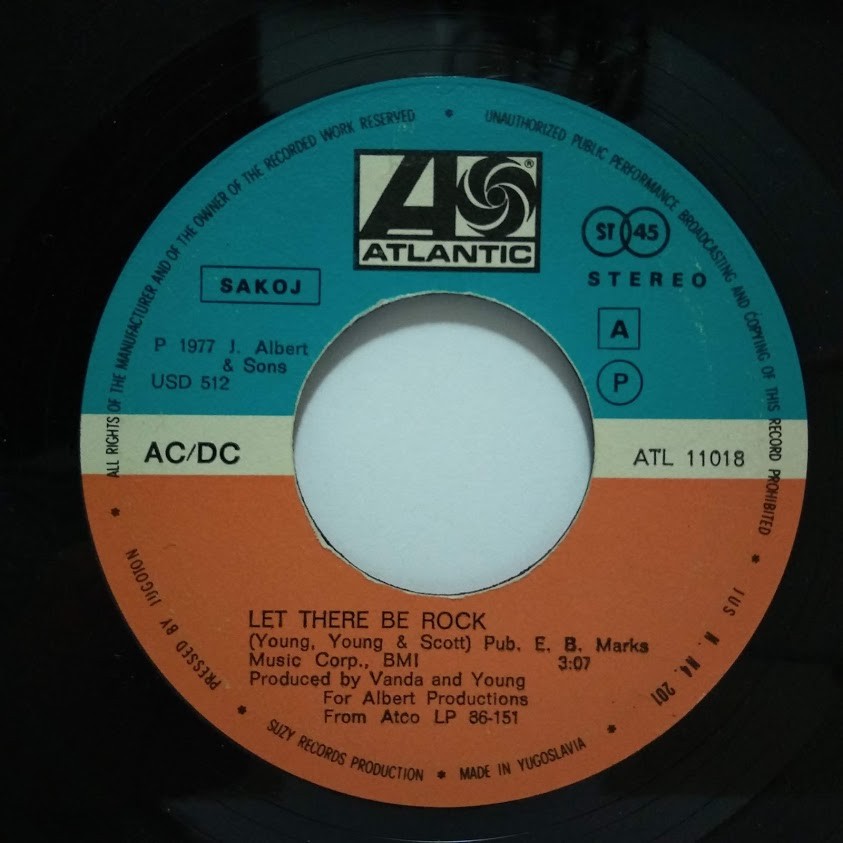 ALL RIGHTS OF THE MANUFACTURER AND OF THE OWNER OF THE RECORDED WORK RESERVED * UNAUTHORIZED PUBLIC PERFORMANCE BROADCASTING AND COPYING OF THIS RECORD PROHIBITED *
ATLANTIC
®
ST 45
STEREO
SAKOJ
A
P
P 1977 J. Albert
& Sons
USD 512
AC/DC
ATL 11018
LET THERE BE ROCK
(Young, Young & Scott) Pub. E. B. Marks
Music Corp., BMI 3:07
Produced by Vanda and Young
For Albert Productions
From Atco LP 86-151
* PRESSED BY JUGOTON * SUZY RECORDS PRODUCTION * MADE IN YUGOSLAVIA * JUS N. N4. 201